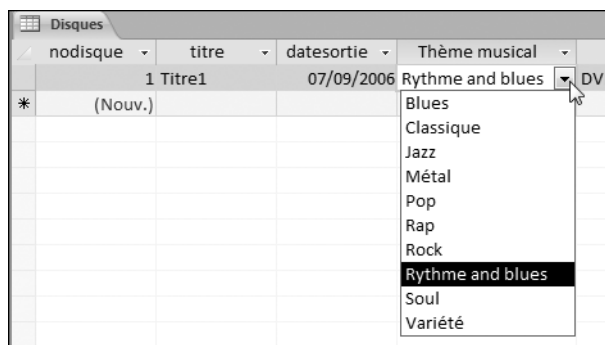 Disques
nodisque titre datesortie Thème musical
1 Titre1 07/09/2006 Rythme and blues DV
* (Nouv.)
Blues
Classique
Jazz
Métal
Pop
Rap
Rock
Rythme and blues
Soul
Variété